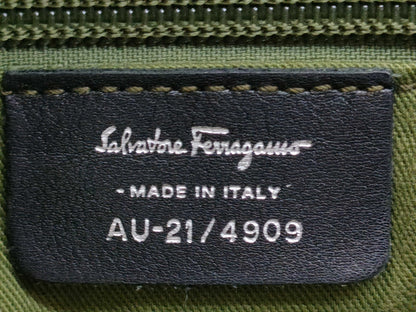 Salvatore Ferragamo
- MADE IN ITALY -
AU-21/4909